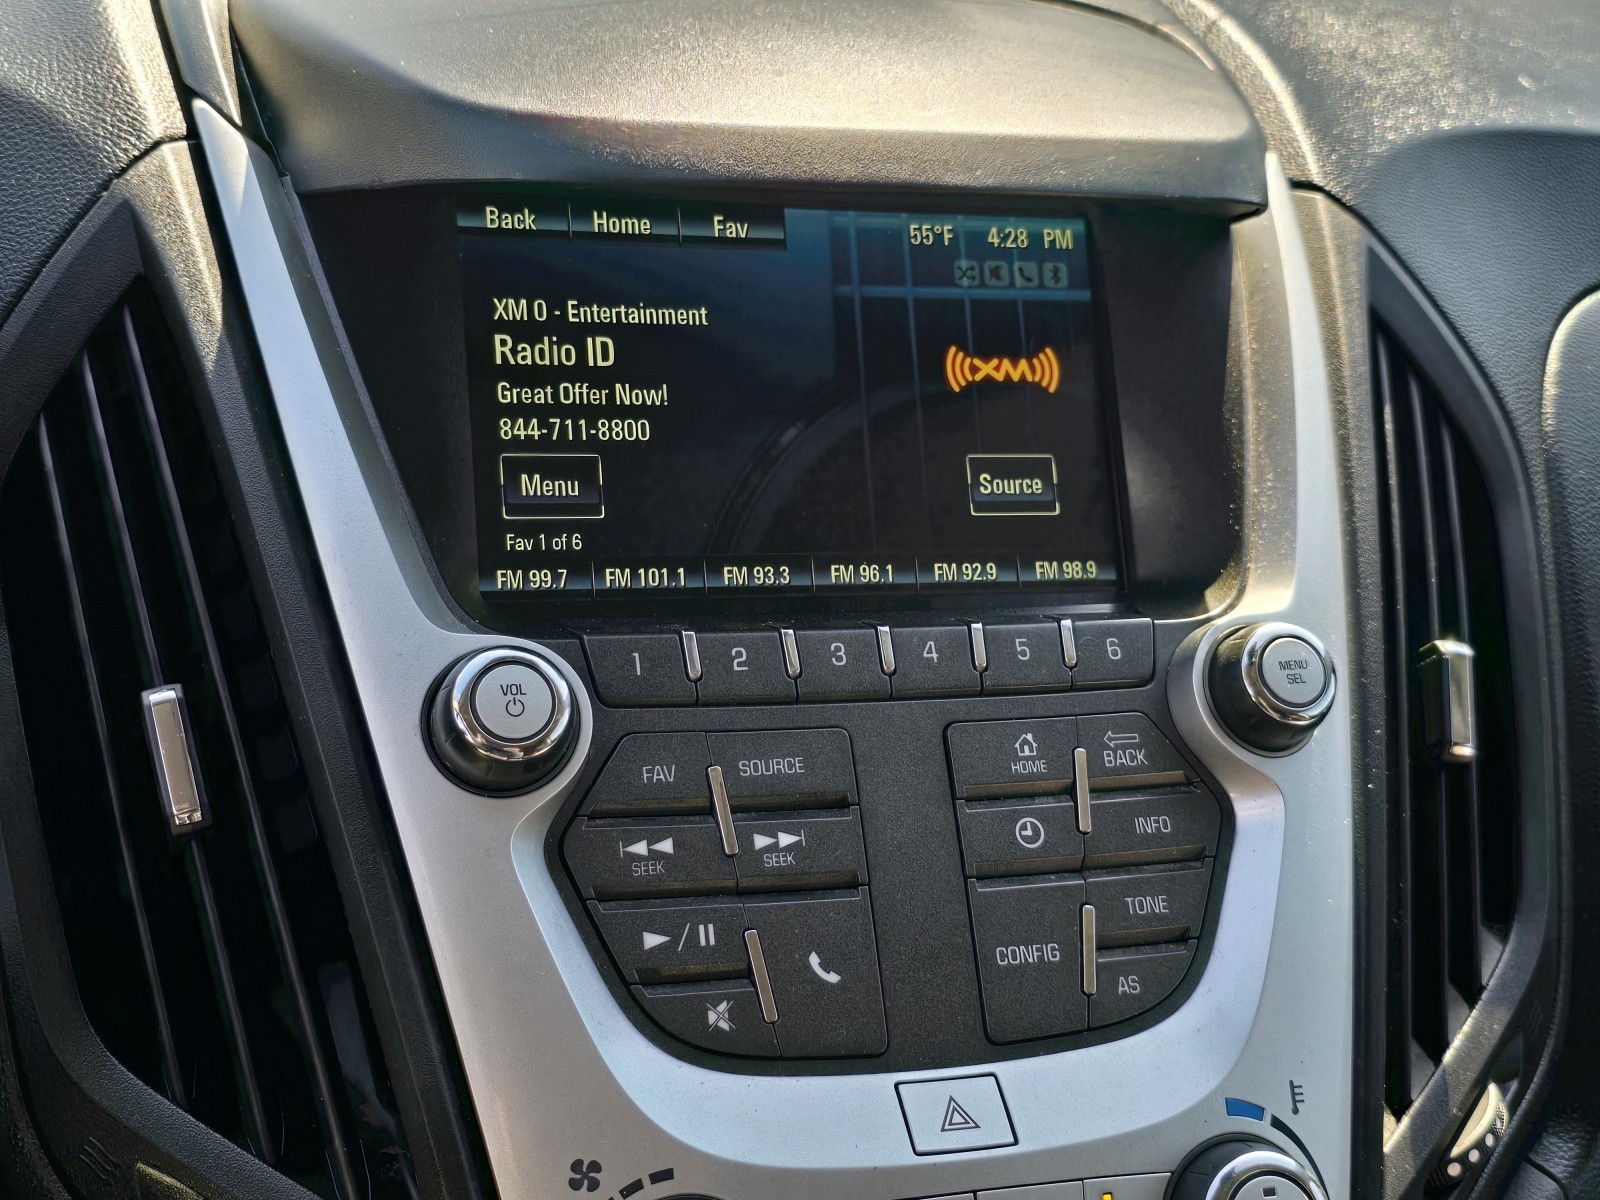 Back Home Fav 55°F 4:28 PM
XM 0 - Entertainment
Radio ID
XM
Great Offer Now!
844-711-8800
Menu Source
Fav 1 of 6
FM 99.7 FM 101.1 FM 93.3 FM 96.1 FM 92.9 FM 98.9
1 2 3 4 5 6
VOL
MENU
SEL
FAV SOURCE
HOME BACK
SEEK SEEK
INFO
TONE
CONFIG
AS